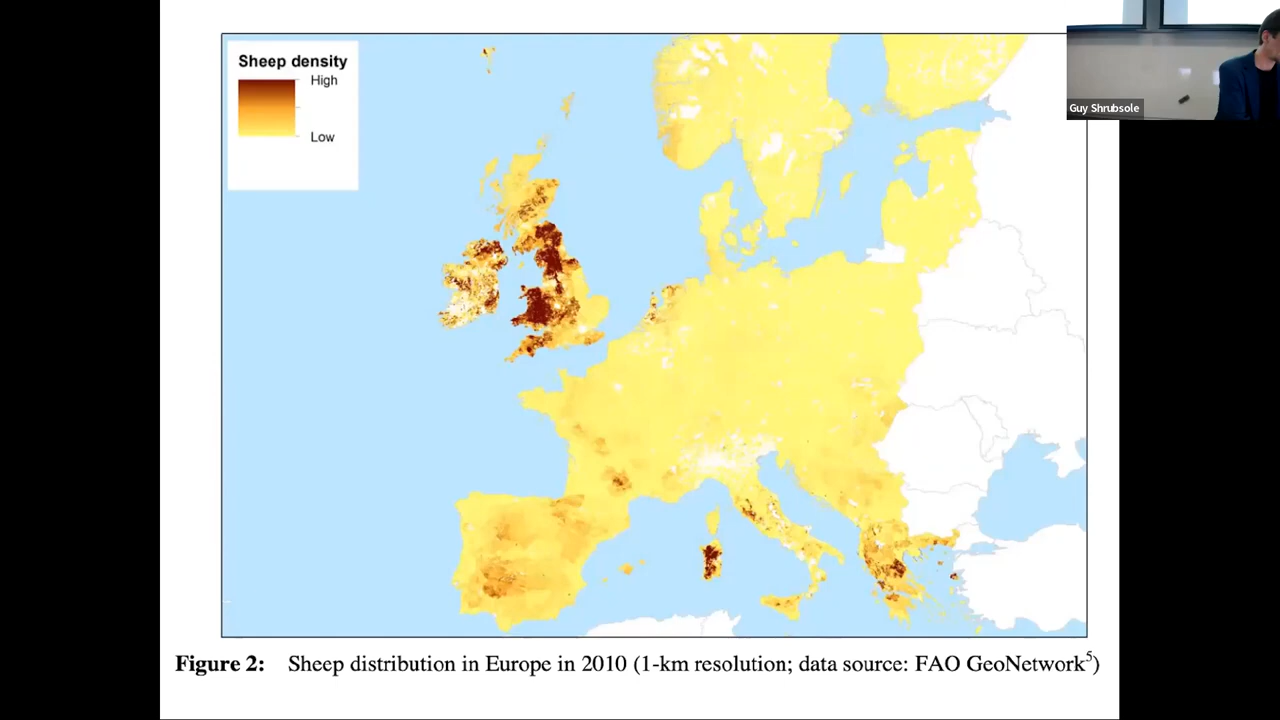 Sheep density
High
Low
Guy Shrubsole
Figure 2: Sheep distribution in Europe in 2010 (1-km resolution; data source: FAO GeoNetwork⁵)